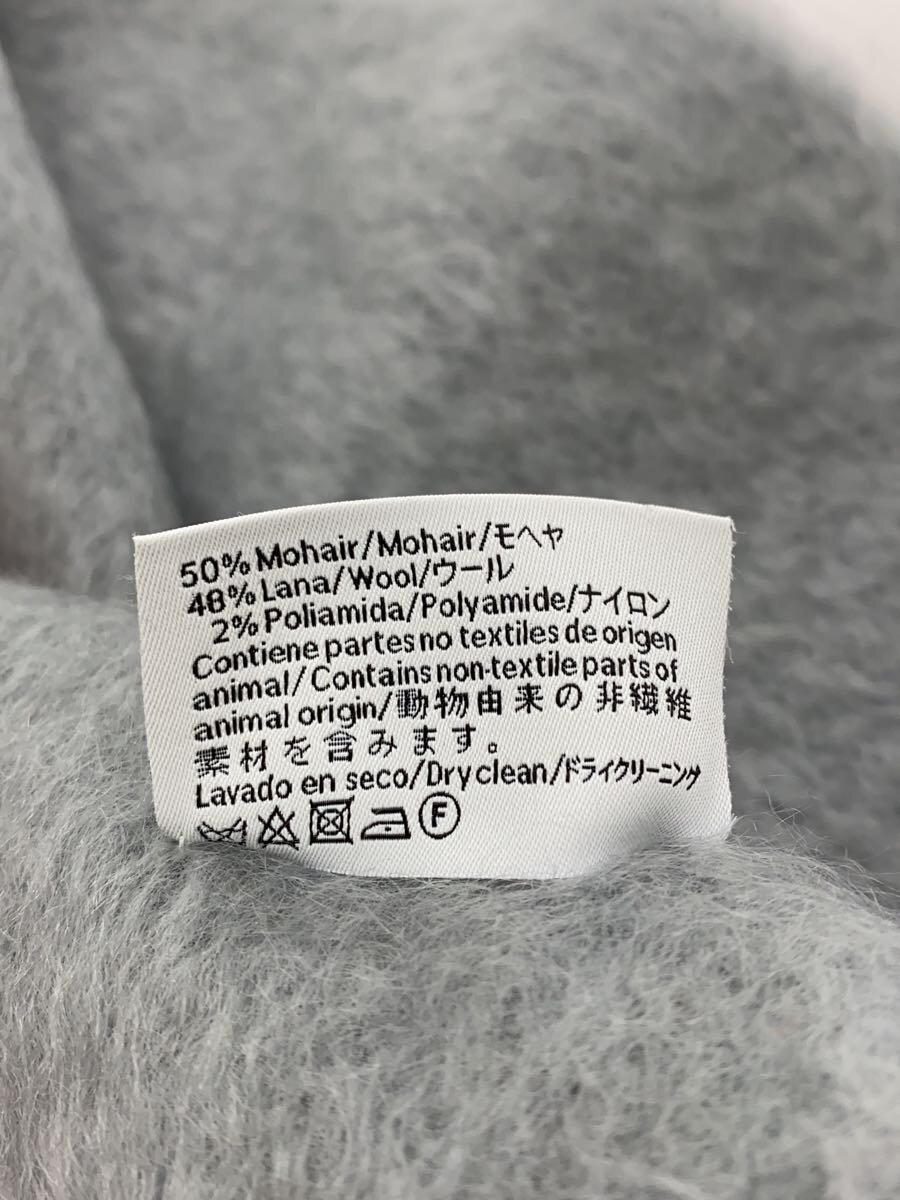 50% Mohair/Mohair/モヘヤ
48% Lana/Wool/ウール
2% Poliamida/Polyamide/ナイロン
Contiene partes no textiles de origen
animal/Contains non-textile parts of
animal origin/動物由来の非繊維
素材を含みます。
Lavado en seco/Dry clean/ドライクリーニング
F